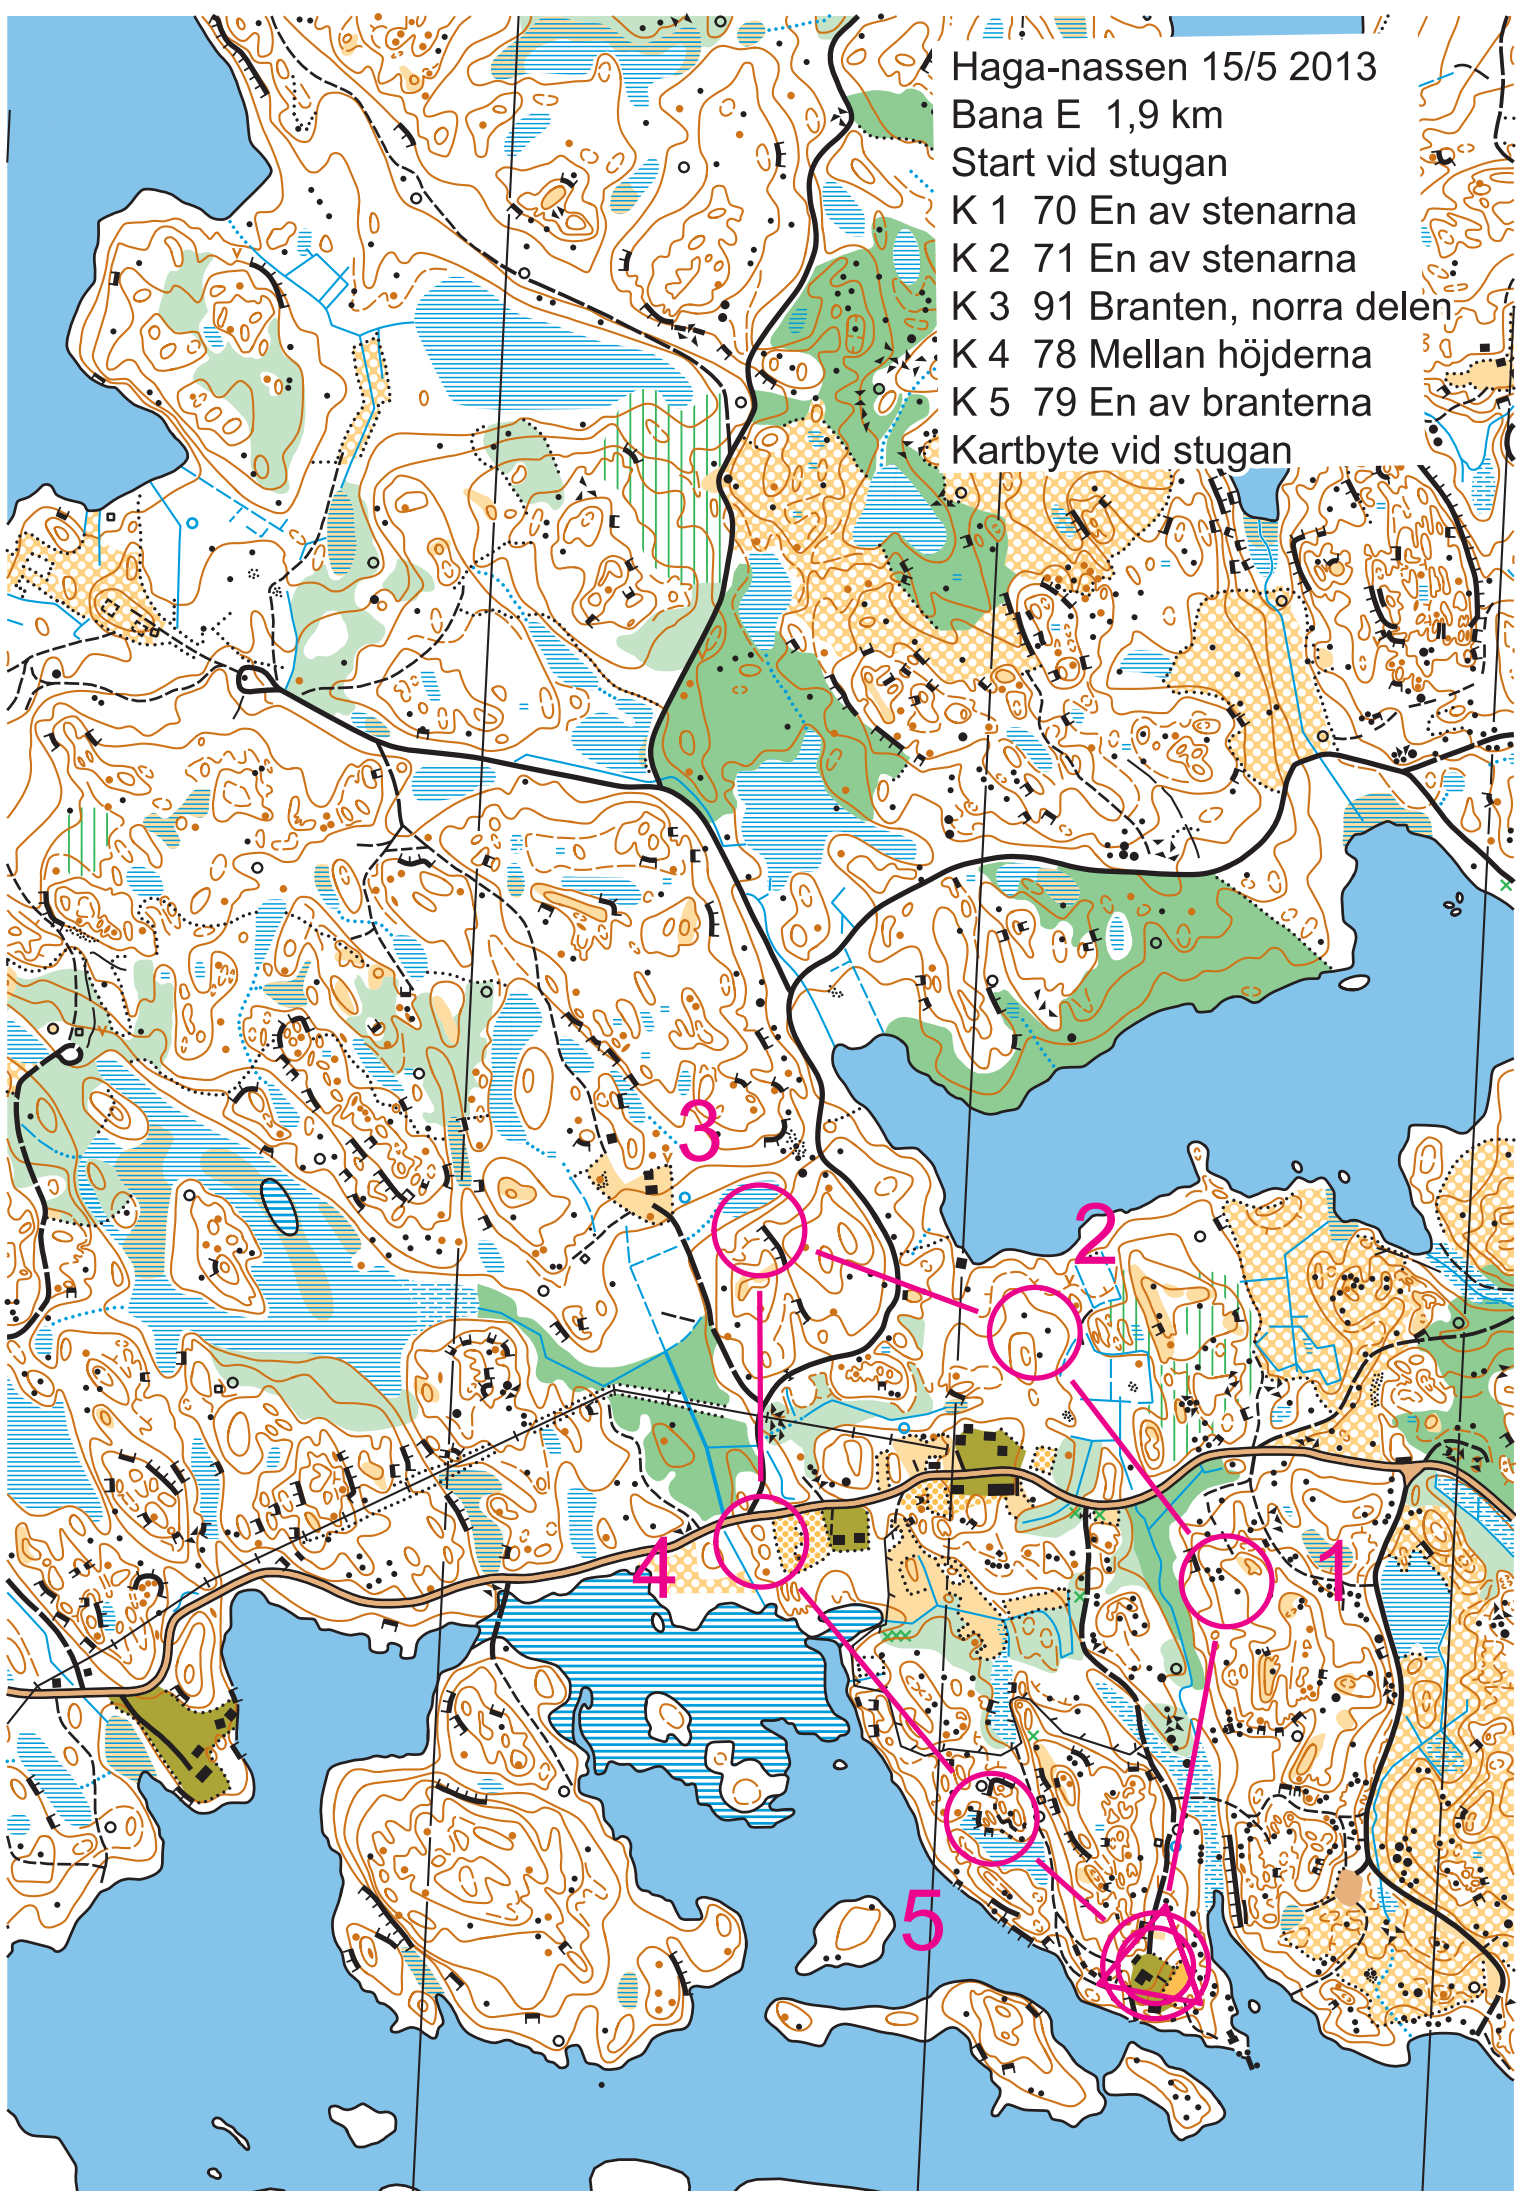 Haga-nassen 15/5 2013
Bana E 1,9 km
Start vid stugan
K 1 70 En av stenarna
K 2 71 En av stenarna
K 3 91 Branten, norra delen
K 4 78 Mellan höjderna
K 5 79 En av branterna
Kartbyte vid stugan
3
2
4
1
5